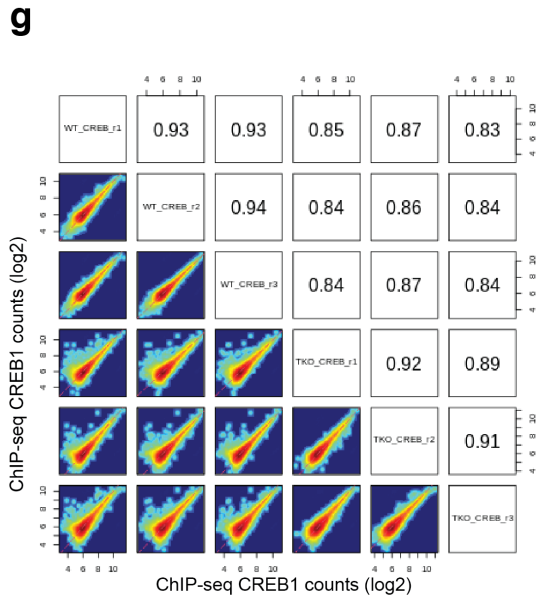 g
4 6 8 10 4 6 8 10 4 6 8 10
WT_CREB_r1 0.93 0.93 0.85 0.87 0.83 4 6 8 10
4 6 8 10 WT_CREB_r2 0.94 0.84 0.86 0.84
WT_CREB_r3 0.84 0.87 0.84 4 6 8 10
4 6 8 10 TKO_CREB_r1 0.92 0.89
TKO_CREB_r2 0.91 4 6 8 10
4 6 8 10 TKO_CREB_r3
4 6 8 10 4 6 8 10 4 6 8 10
ChIP-seq CREB1 counts (log2)
ChIP-seq CREB1 counts (log2)